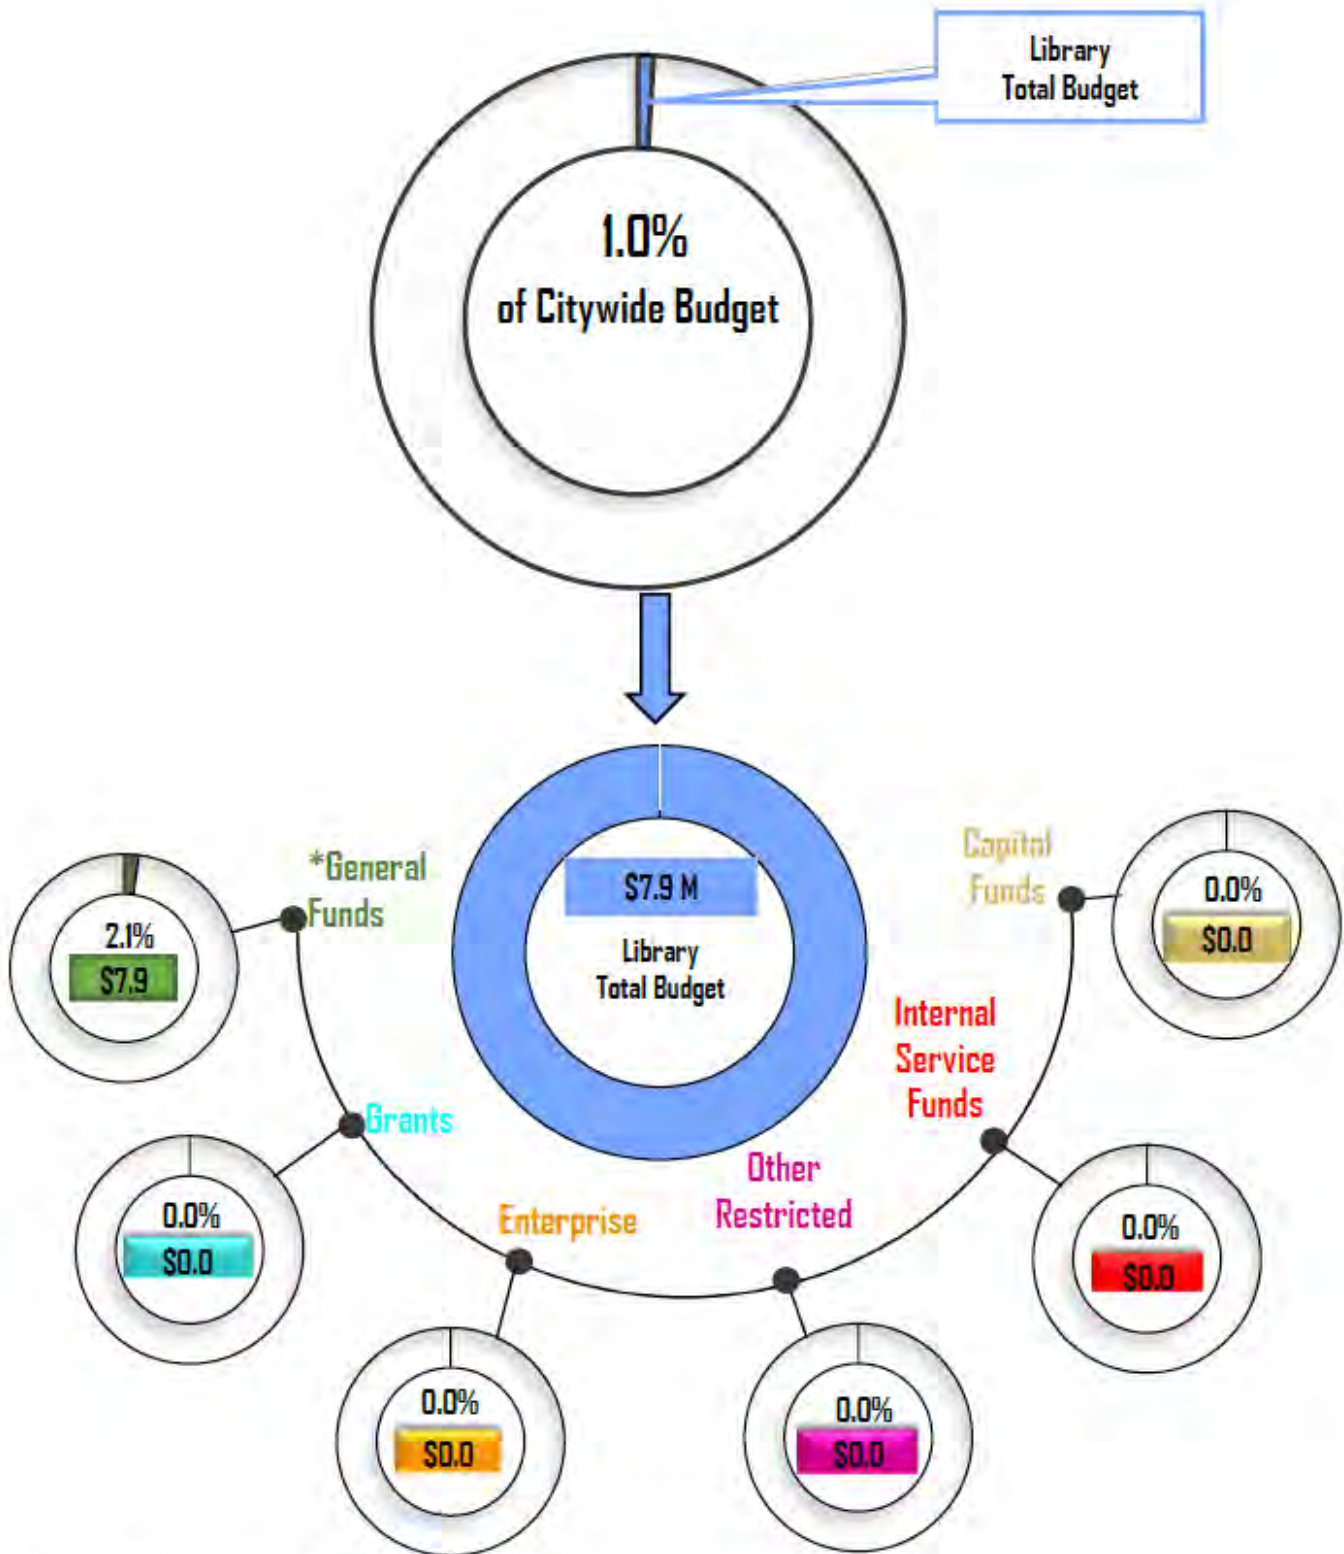 Library
Total Budget
1.0%
of Citywide Budget
$7.9 M
Library
Total Budget
*General
Funds
2.1%
$7.9
Grants
0.0%
$0.0
Enterprise
0.0%
$0.0
Other
Restricted
0.0%
$0.0
Internal
Service
Funds
0.0%
$0.0
Capital
Funds
0.0%
$0.0